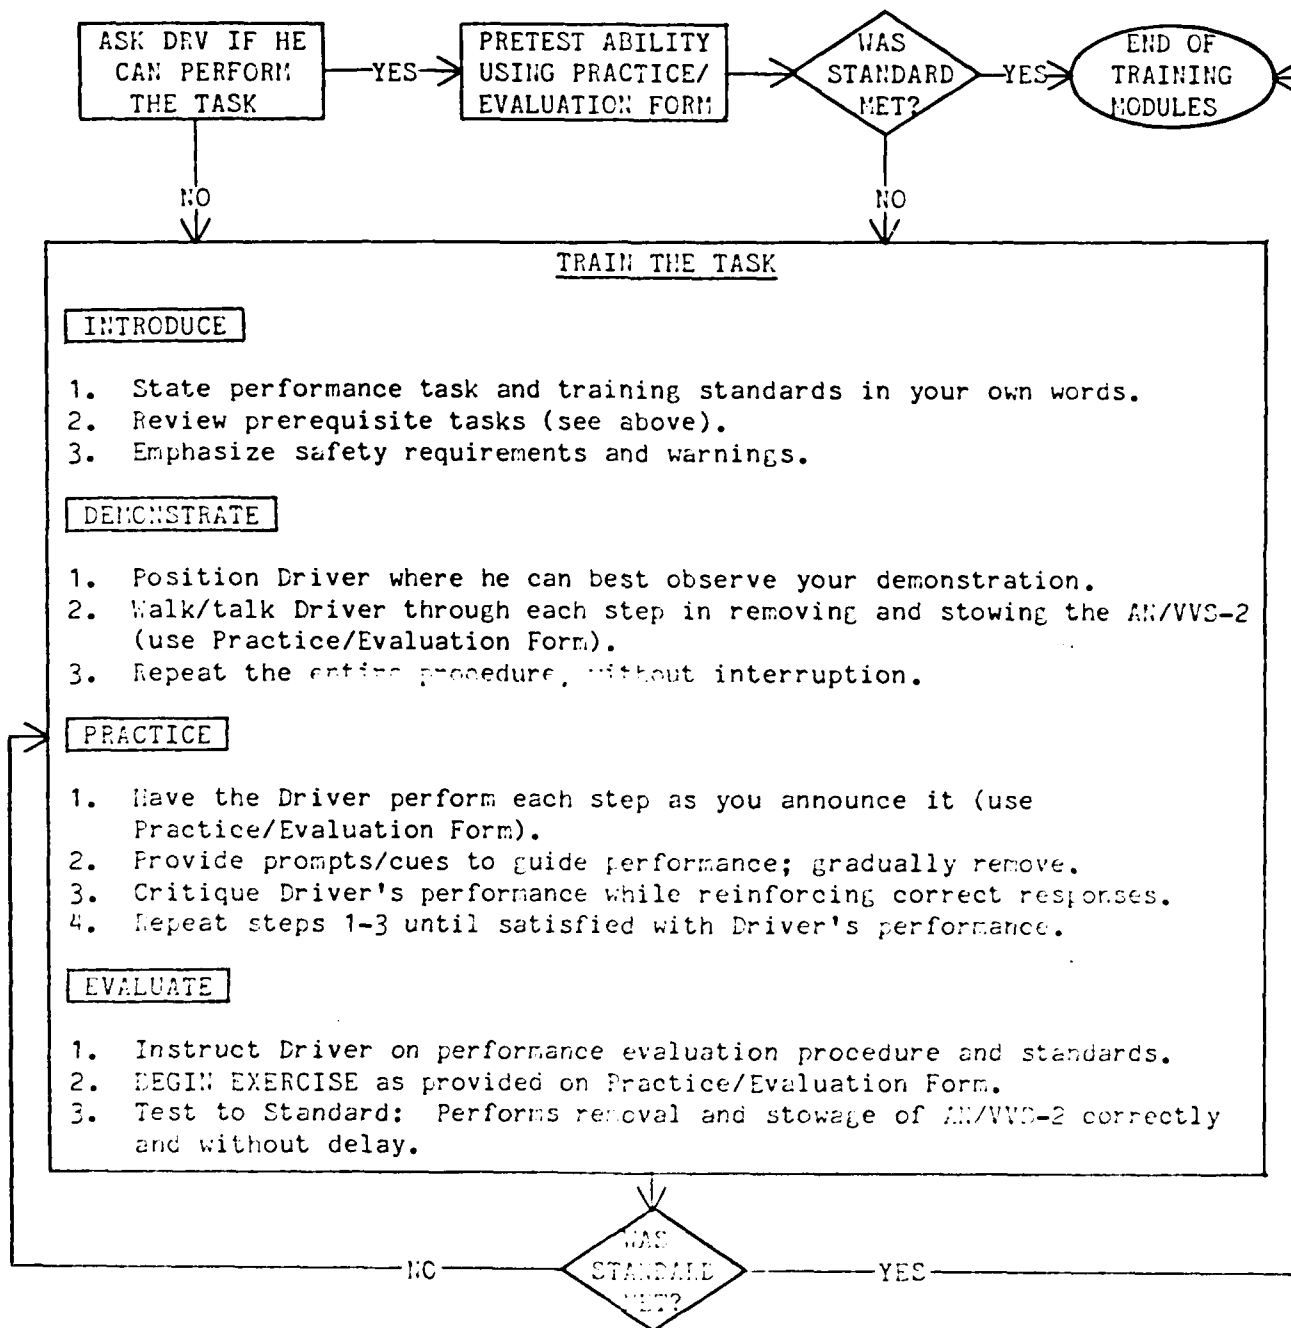 ASK DRV IF HE
CAN PERFORM
THE TASK
YES
PRETEST ABILITY
USING PRACTICE/
EVALUATION FORM
WAS
STANDARD
MET?
YES
END OF
TRAINING
MODULES
NO
NO
TRAIN THE TASK
INTRODUCE
1. State performance task and training standards in your own words.
2. Review prerequisite tasks (see above).
3. Emphasize safety requirements and warnings.
DEMONSTRATE
1. Position Driver where he can best observe your demonstration.
2. Walk/talk Driver through each step in removing and stowing the AN/VVS-2
(use Practice/Evaluation Form).
3. Repeat the entire procedure, without interruption.
PRACTICE
1. Have the Driver perform each step as you announce it (use
Practice/Evaluation Form).
2. Provide prompts/cues to guide performance; gradually remove.
3. Critique Driver's performance while reinforcing correct responses.
4. Repeat steps 1-3 until satisfied with Driver's performance.
EVALUATE
1. Instruct Driver on performance evaluation procedure and standards.
2. BEGIN EXERCISE as provided on Practice/Evaluation Form.
3. Test to Standard: Performs removal and stowage of AN/VVS-2 correctly
and without delay.
WAS
STANDARD
MET?
NO
YES